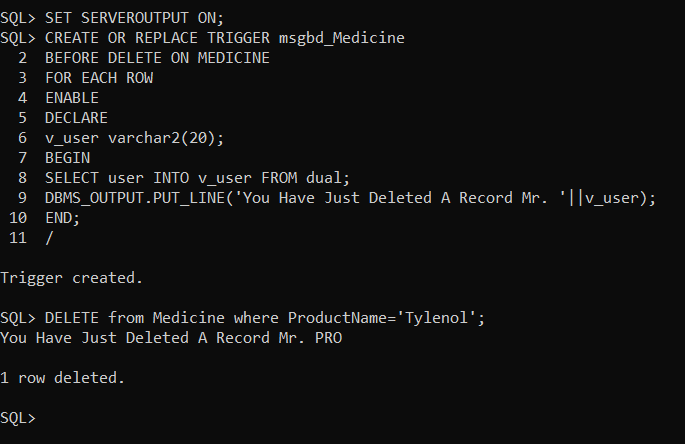 SQL> SET SERVEROUTPUT ON;
SQL> CREATE OR REPLACE TRIGGER msgbd_Medicine
  2  BEFORE DELETE ON MEDICINE
  3  FOR EACH ROW
  4  ENABLE
  5  DECLARE
  6  v_user varchar2(20);
  7  BEGIN
  8  SELECT user INTO v_user FROM dual;
  9  DBMS_OUTPUT.PUT_LINE('You Have Just Deleted A Record Mr. '||v_user);
 10  END;
 11  /
Trigger created.
SQL> DELETE from Medicine where ProductName='Tylenol';
You Have Just Deleted A Record Mr. PRO
1 row deleted.
SQL>